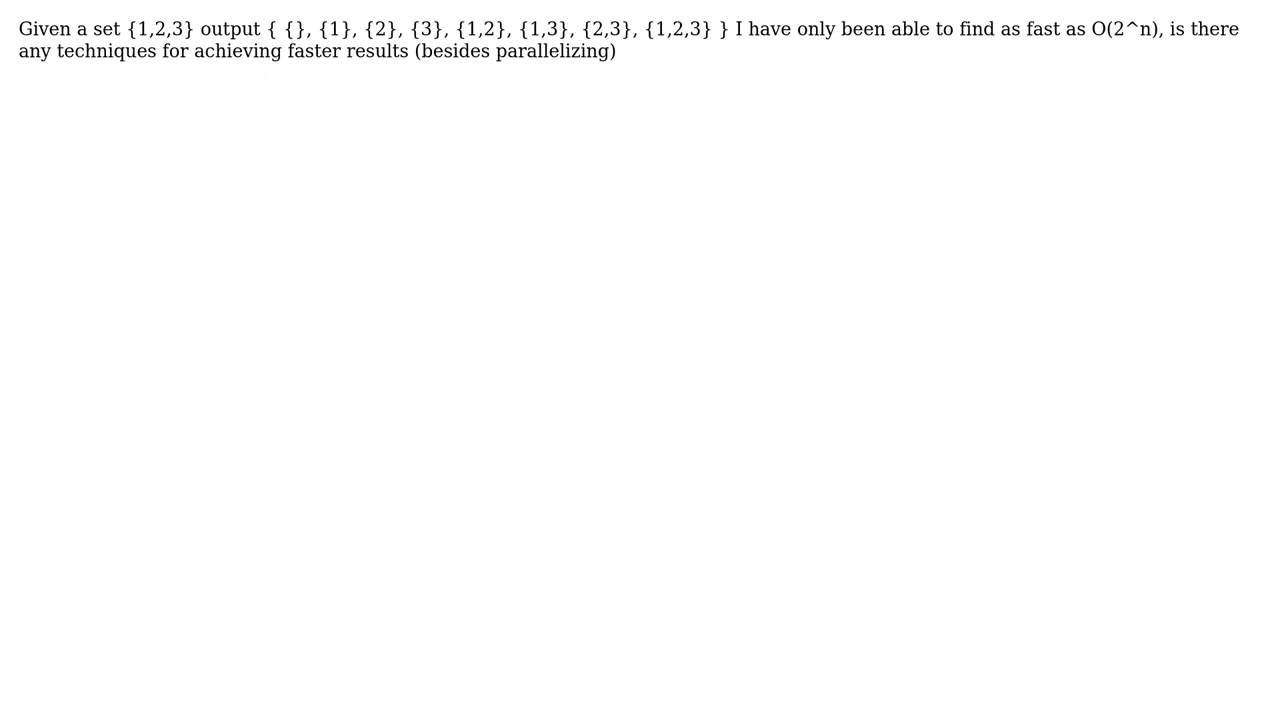 Given a set {1,2,3} output { {}, {1}, {2}, {3}, {1,2}, {1,3}, {2,3}, {1,2,3} } I have only been able to find as fast as O(2^n), is there
any techniques for achieving faster results (besides parallelizing)